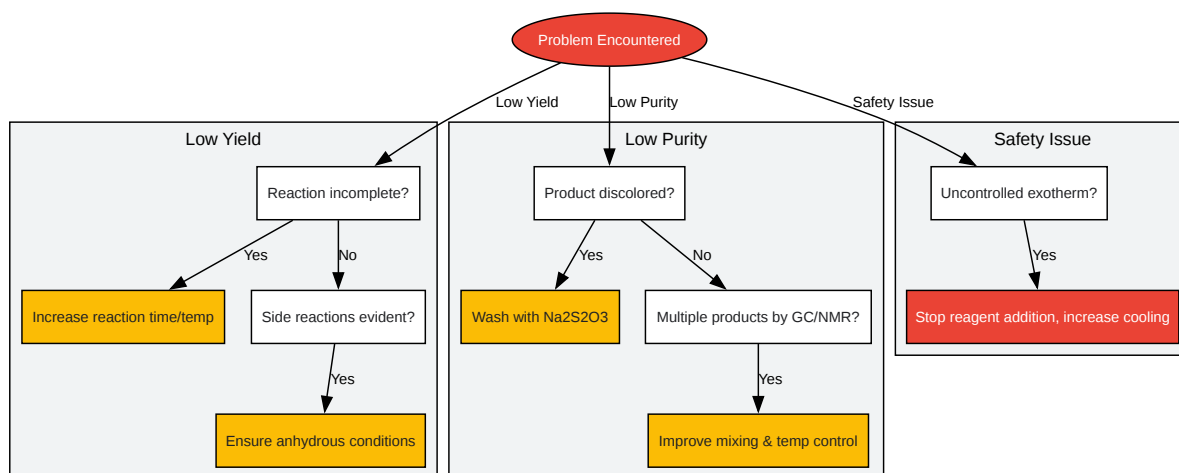 Problem Encountered
Low Yield
Low Purity
Safety Issue
Low Yield
Low Purity
Safety Issue
Reaction incomplete?
Product discolored?
Uncontrolled exotherm?
Yes
No
Yes
No
Yes
Increase reaction time/temp
Side reactions evident?
Wash with Na2S2O3
Multiple products by GC/NMR?
Stop reagent addition, increase cooling
Yes
Yes
Ensure anhydrous conditions
Improve mixing & temp control